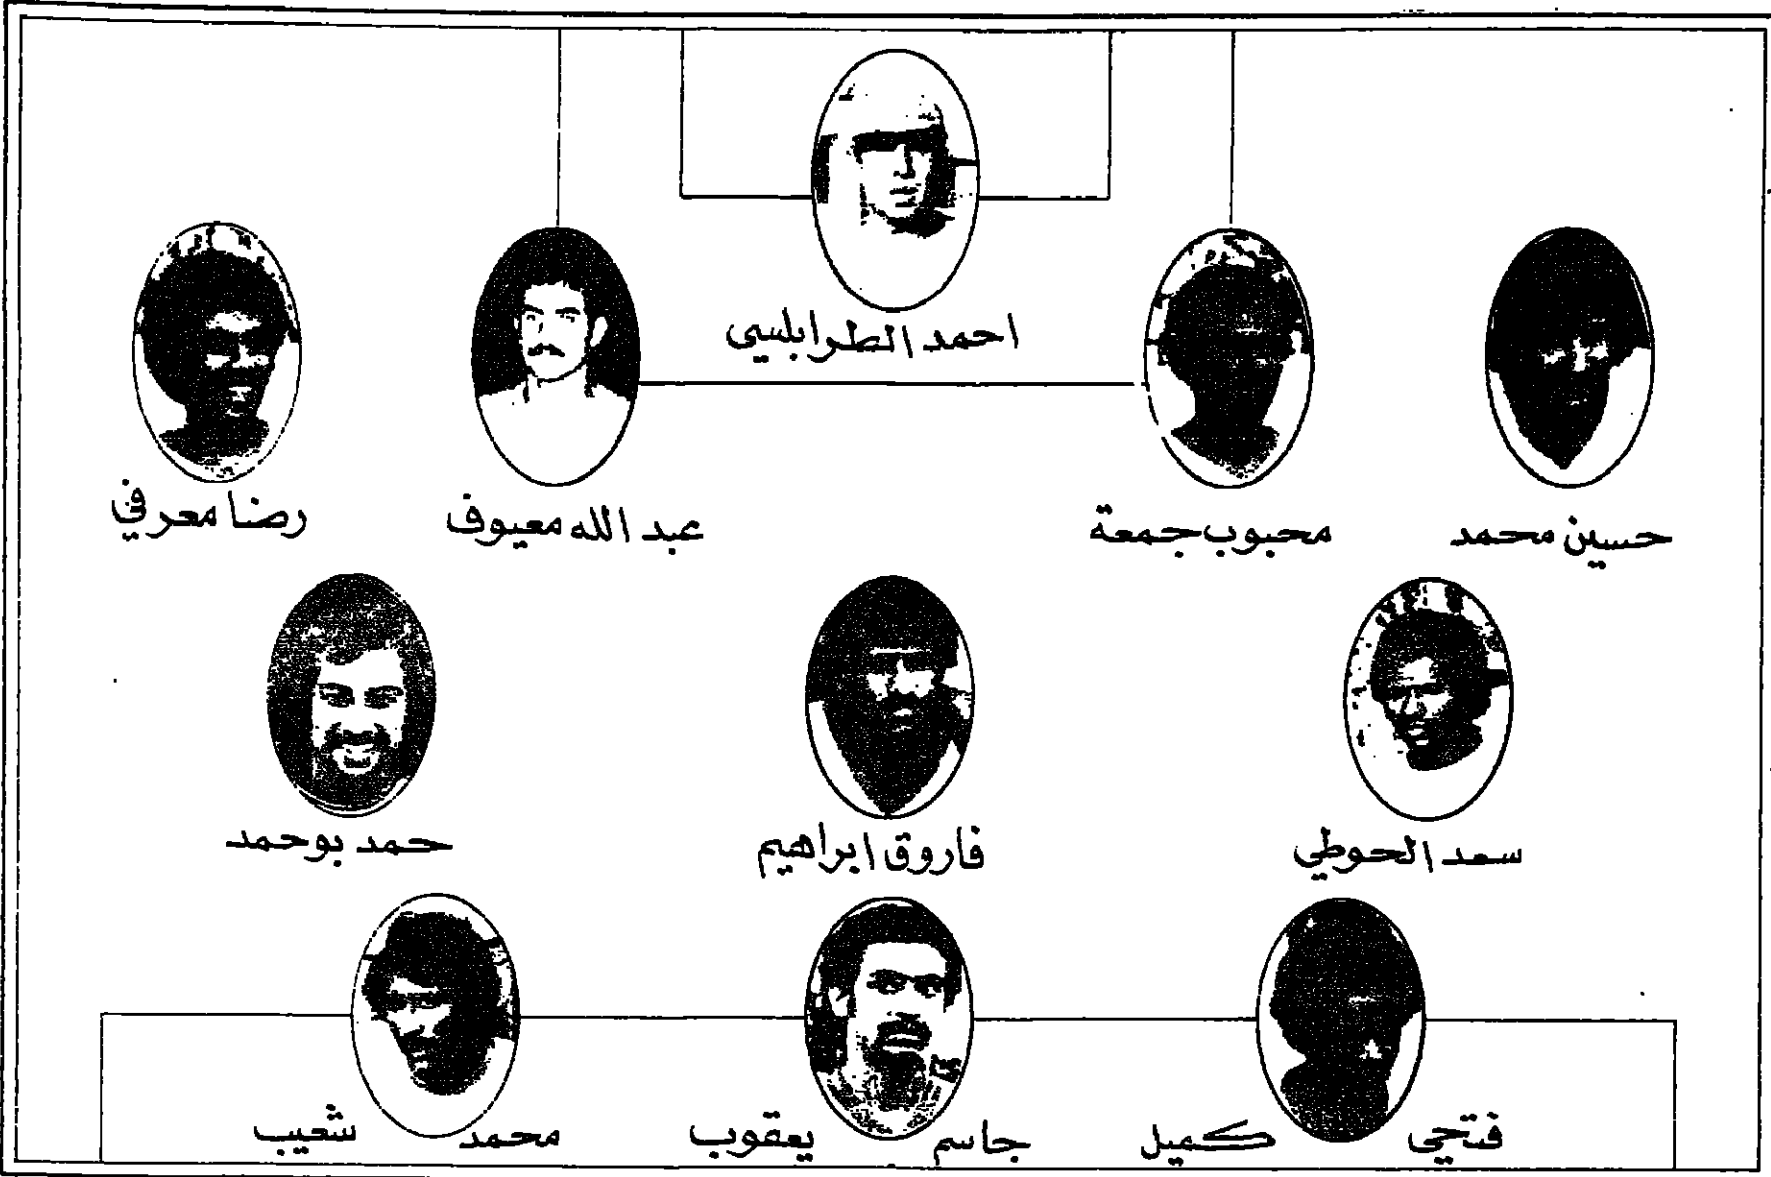 احمد الطرابلسي
حسين محمد
محبوب جمعة
عبد الله معيوف
رضا معرفي
سعد الحوطي
فاروق ابراهيم
حمد بوحمد
فتحي كميل
جاسم يعقوب
محمد شعيب